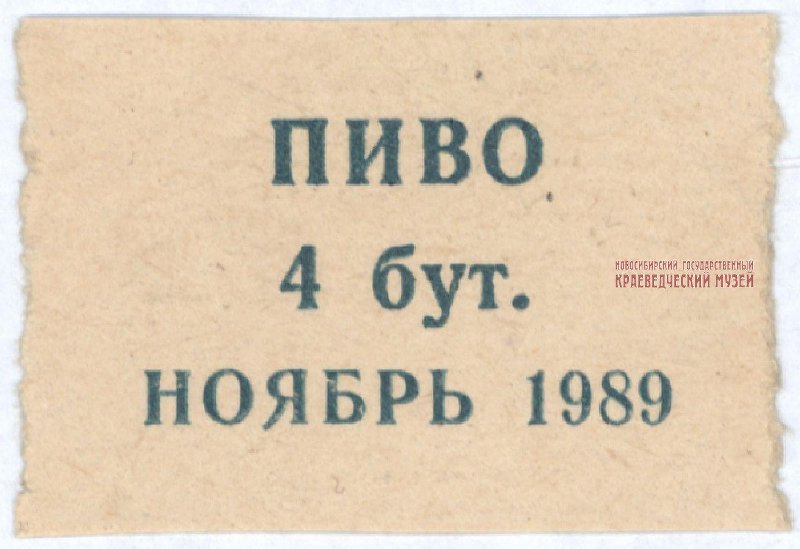 ПИВО
4 бут.
НОЯБРЬ 1989
НОВОСИБИРСКИЙ ГОСУДАРСТВЕННЫЙ
КРАЕВЕДЧЕСКИЙ МУЗЕЙ